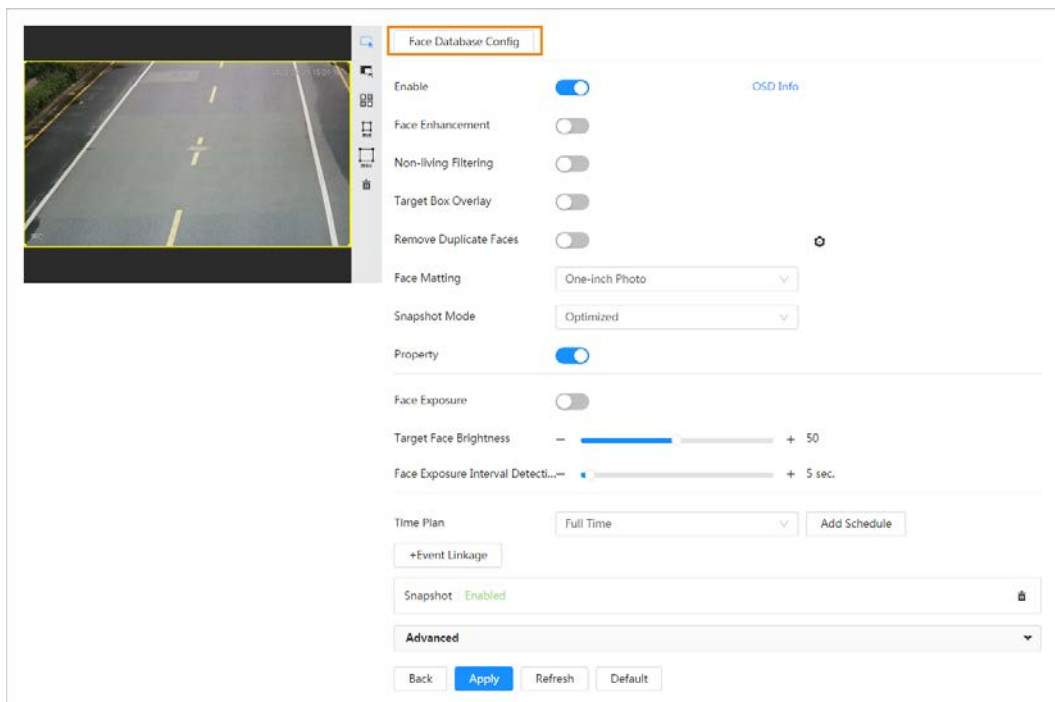 Face Database Config
Enable
OSD Info
Face Enhancement
Non-living Filtering
Target Box Overlay
Remove Duplicate Faces
Face Matting
One-inch Photo
Snapshot Mode
Optimized
Property
Face Exposure
Target Face Brightness
− + 50
Face Exposure Interval Detecti...
− + 5 sec.
Time Plan
Full Time
Add Schedule
+Event Linkage
Snapshot Enabled
Advanced
Back Apply Refresh Default
IPC